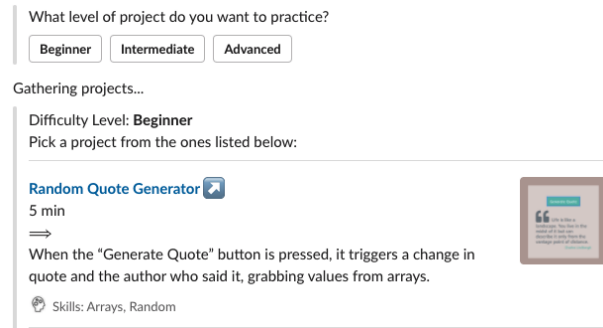 What level of project do you want to practice?
Beginner Intermediate Advanced
Gathering projects...
Difficulty Level: Beginner
Pick a project from the ones listed below:
Random Quote Generator
5 min
⟹
When the “Generate Quote” button is pressed, it triggers a change in
quote and the author who said it, grabbing values from arrays.
Skills: Arrays, Random